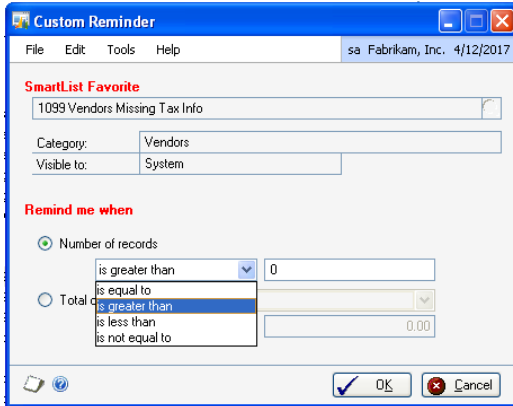 Custom Reminder
File Edit Tools Help sa Fabrikam, Inc. 4/12/2017
SmartList Favorite
1099 Vendors Missing Tax Info
Category: Vendors
Visible to: System
Remind me when
Number of records
is greater than 0
is equal to
Total
is greater than
is less than
0.00
is not equal to
OK Cancel